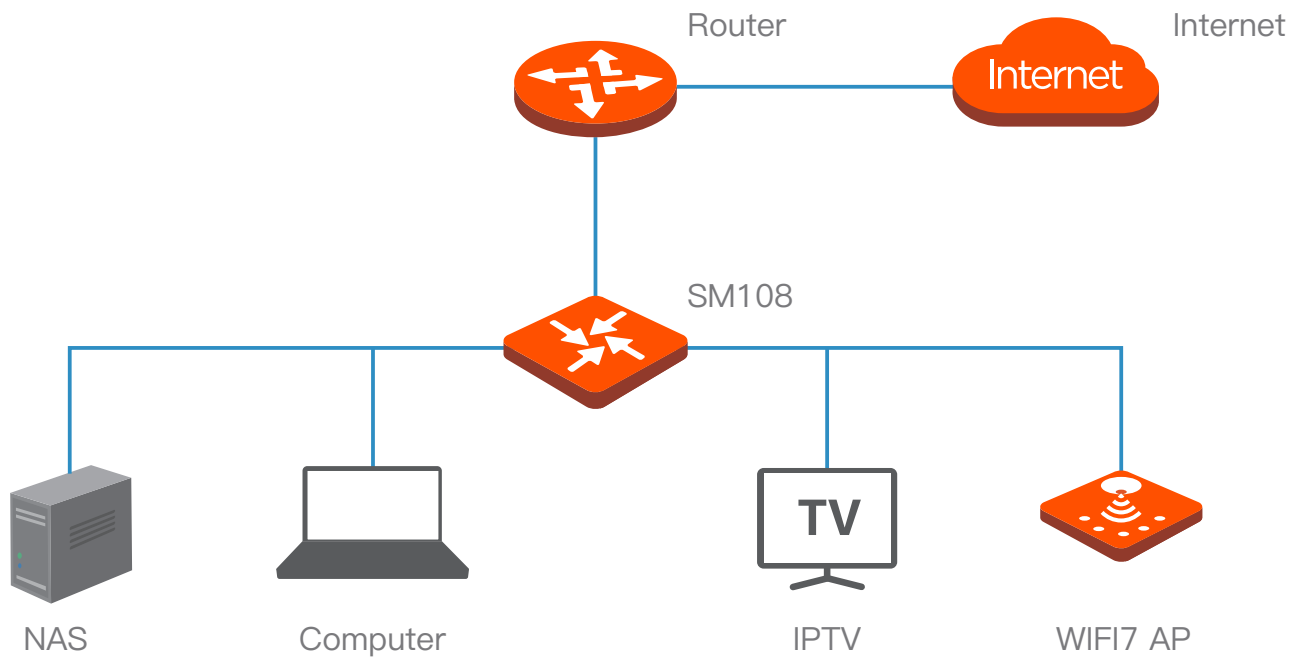 Router
Internet
Internet
SM108
TV
NAS
Computer
IPTV
WIFI7 AP